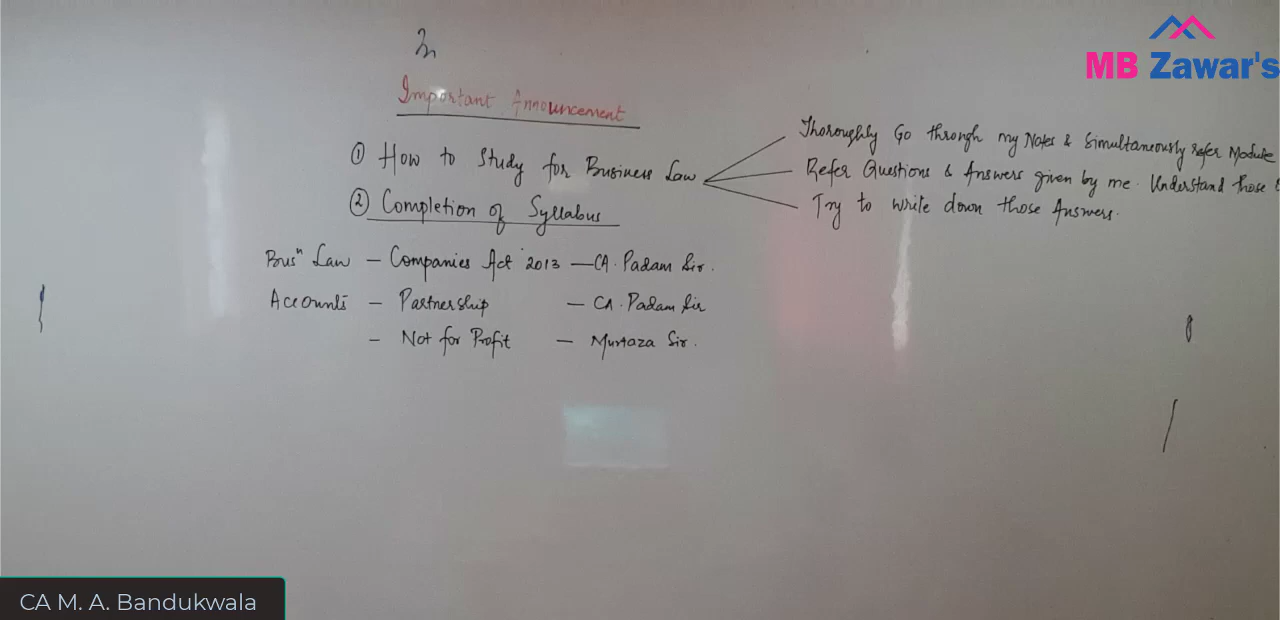 MB Zawar's
Important Announcement
① How to Study for Business Law
Thoroughly Go through my Notes & Simultaneously refer Module
Refer Questions & Answers given by me. Understand those
Try to write down those Answers.
② Completion of Syllabus
Busⁿ Law – Companies Act 2013 – CA. Padam Sir.
Accounts – Partnership – CA. Padam Sir
– Not for Profit – Murtaza Sir.
CA M. A. Bandukwala